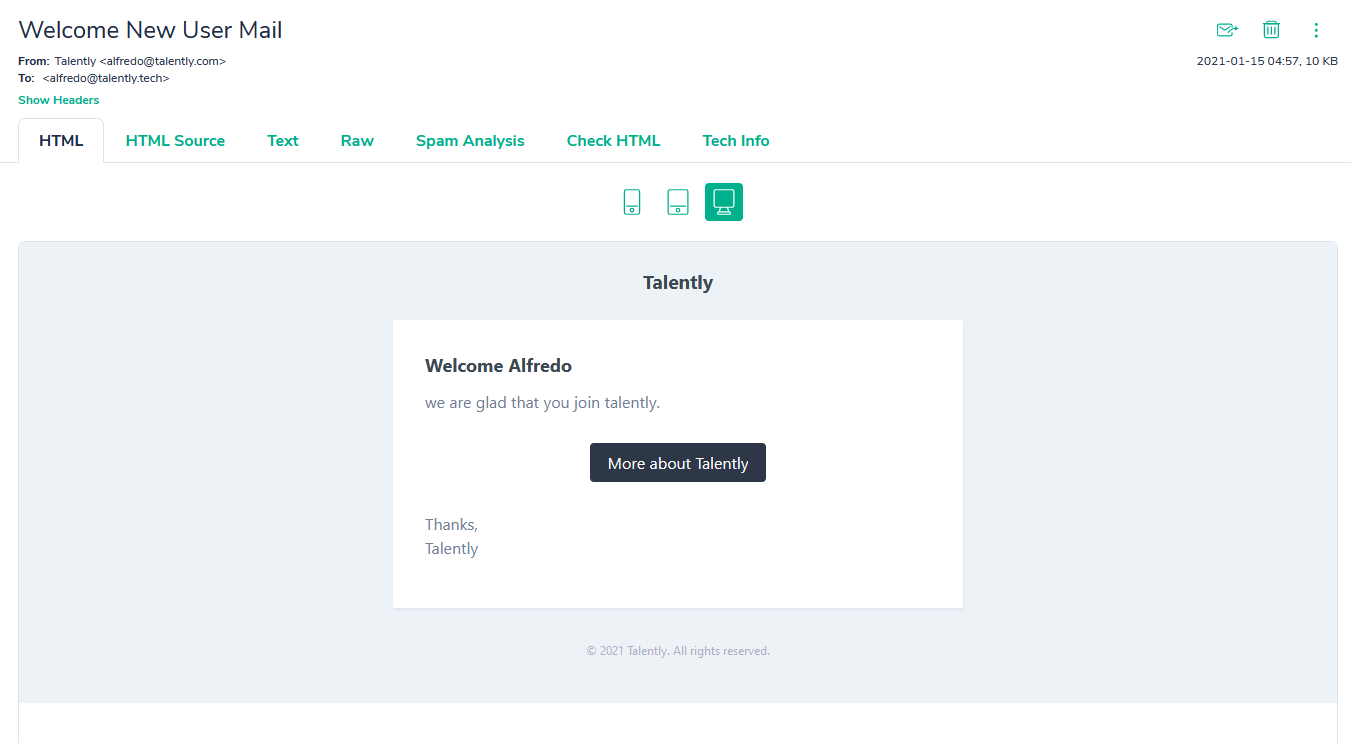 Welcome New User Mail
From: Talently <alfredo@talently.com>
2021-01-15 04:57, 10 KB
To: <alfredo@talently.tech>
Show Headers
HTML HTML Source Text Raw Spam Analysis Check HTML Tech Info
Talently
Welcome Alfredo
we are glad that you join talently.
More about Talently
Thanks,
Talently
© 2021 Talently. All rights reserved.